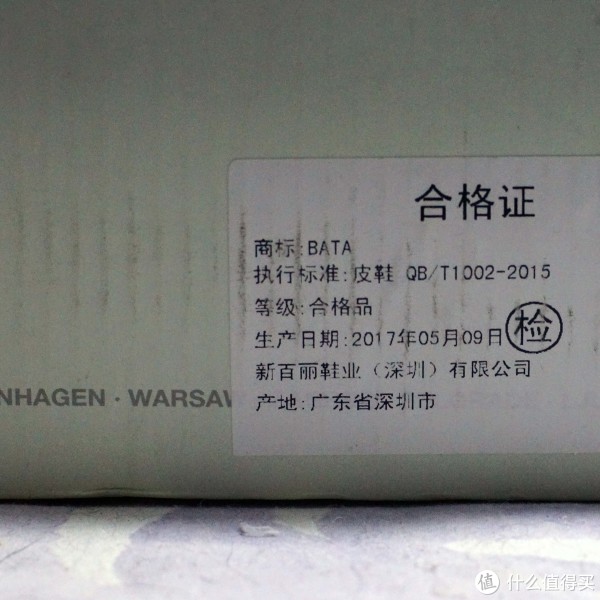 合格证
商标:BATA
执行标准:皮鞋 QB/T1002-2015
等级:合格品
生产日期:2017年05月09日 检
新百丽鞋业（深圳）有限公司
产地:广东省深圳市
NHAGEN · WARSAW
值 什么值得买